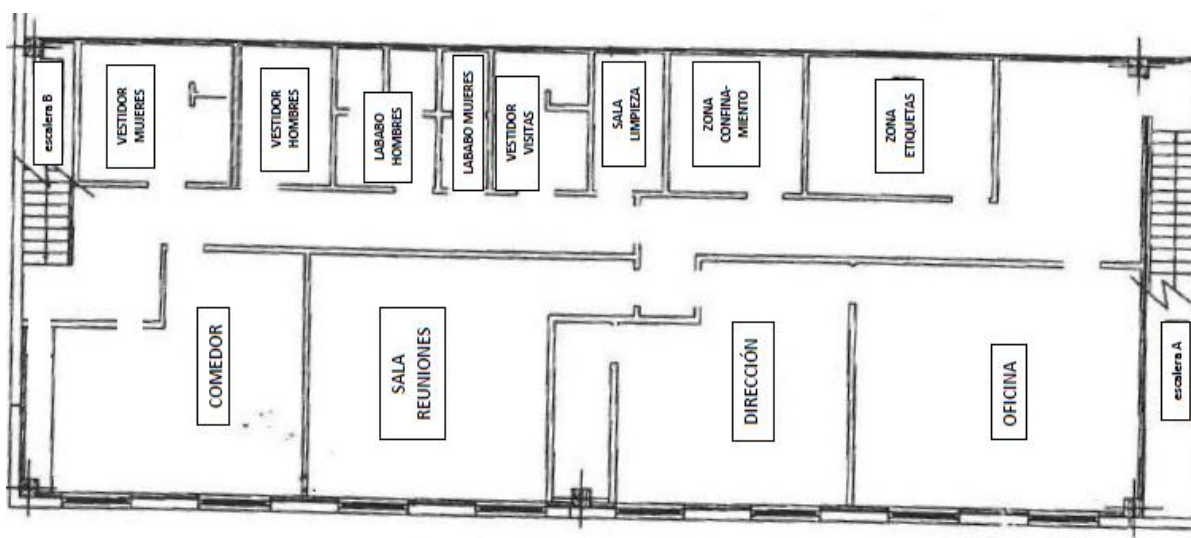 escalera B
VESTIDOR
MUJERES
VESTIDOR
HOMBRES
LABABO
HOMBRES
LABABO MUJERES
VESTIDOR
VISITAS
SALA
LIMPIEZA
ZONA
CONFINA-
MIENTO
ZONA
ETIQUETAS
COMEDOR
SALA
REUNIONES
DIRECCIÓN
OFICINA
escalera A